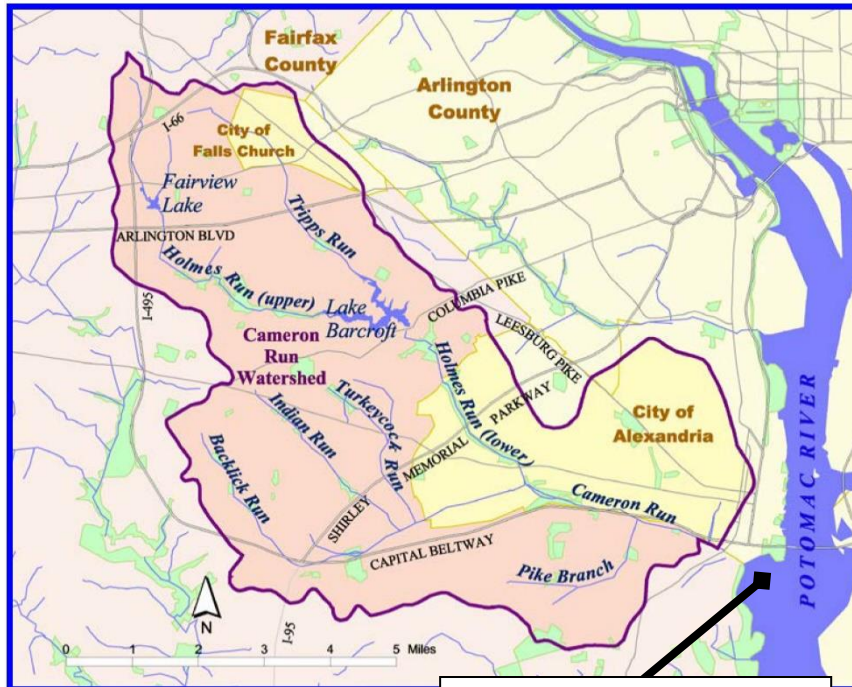 Fairfax
County
Arlington
County
I-66
City of
Falls Church
Fairview
Lake
Tripps Run
ARLINGTON BLVD
Holmes Run (upper)
I-495
Lake
Barcroft
COLUMBIA PIKE
LEESBURG PIKE
Cameron
Run
Watershed
Holmes Run (lower)
Turkeycock Run
Indian Run
Backlick Run
SHIRLEY MEMORIAL PARKWAY
City of
Alexandria
Cameron Run
CAPITAL BELTWAY
Pike Branch
POTOMAC RIVER
N
I-95
0 1 2 3 4 5 Miles